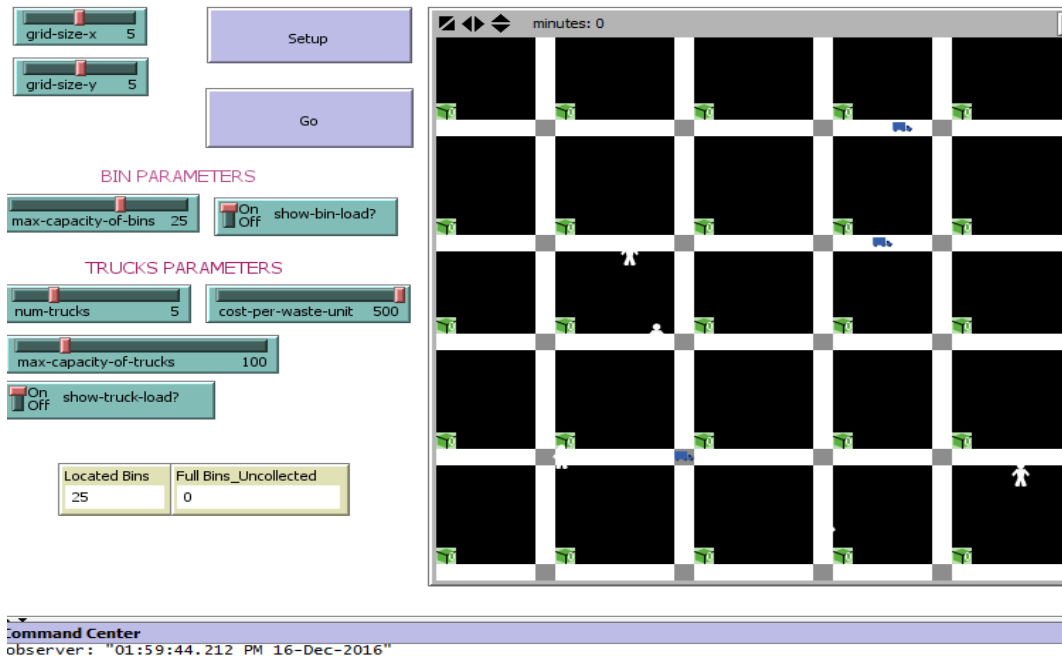 grid-size-x 5
grid-size-y 5
Setup
Go
BIN PARAMETERS
max-capacity-of-bins 25
On
Off
show-bin-load?
TRUCKS PARAMETERS
num-trucks 5
cost-per-waste-unit 500
max-capacity-of-trucks 100
On
Off
show-truck-load?
Located Bins
25
Full Bins_Uncollected
0
minutes: 0
Command Center
observer: "01:59:44.212 PM 16-Dec-2016"